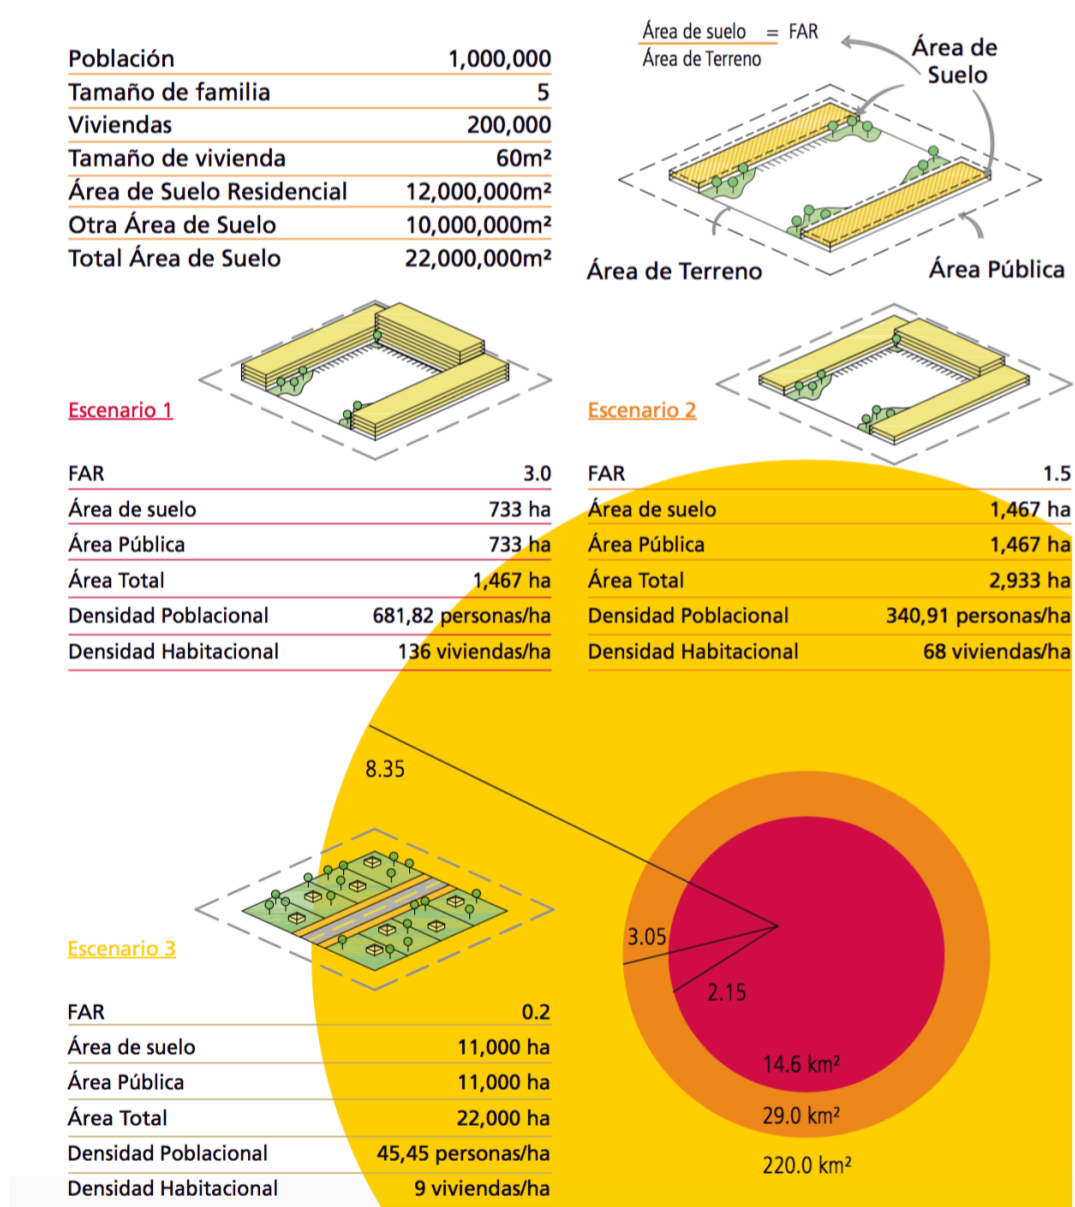 Población 1,000,000
Tamaño de familia 5
Viviendas 200,000
Tamaño de vivienda 60m²
Área de Suelo Residencial 12,000,000m²
Otra Área de Suelo 10,000,000m²
Total Área de Suelo 22,000,000m²
Área de suelo = FAR
Área de Terreno
Área de
Suelo
Área de Terreno
Área Pública
Escenario 1
FAR 3.0
Área de suelo 733 ha
Área Pública 733 ha
Área Total 1,467 ha
Densidad Poblacional 681,82 personas/ha
Densidad Habitacional 136 viviendas/ha
Escenario 2
FAR 1.5
Área de suelo 1,467 ha
Área Pública 1,467 ha
Área Total 2,933 ha
Densidad Poblacional 340,91 personas/ha
Densidad Habitacional 68 viviendas/ha
8.35
3.05
2.15
14.6 km²
29.0 km²
220.0 km²
Escenario 3
FAR 0.2
Área de suelo 11,000 ha
Área Pública 11,000 ha
Área Total 22,000 ha
Densidad Poblacional 45,45 personas/ha
Densidad Habitacional 9 viviendas/ha